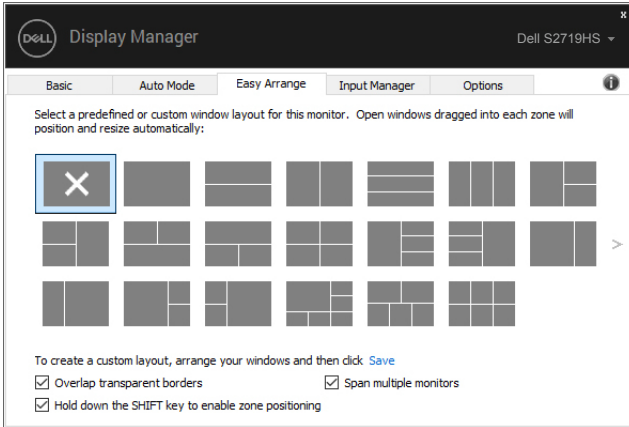 x
DELL Display Manager
Dell S2719HS
Basic Auto Mode Easy Arrange Input Manager Options i
Select a predefined or custom window layout for this monitor. Open windows dragged into each zone will
position and resize automatically:
>
To create a custom layout, arrange your windows and then click Save
Overlap transparent borders Span multiple monitors
Hold down the SHIFT key to enable zone positioning